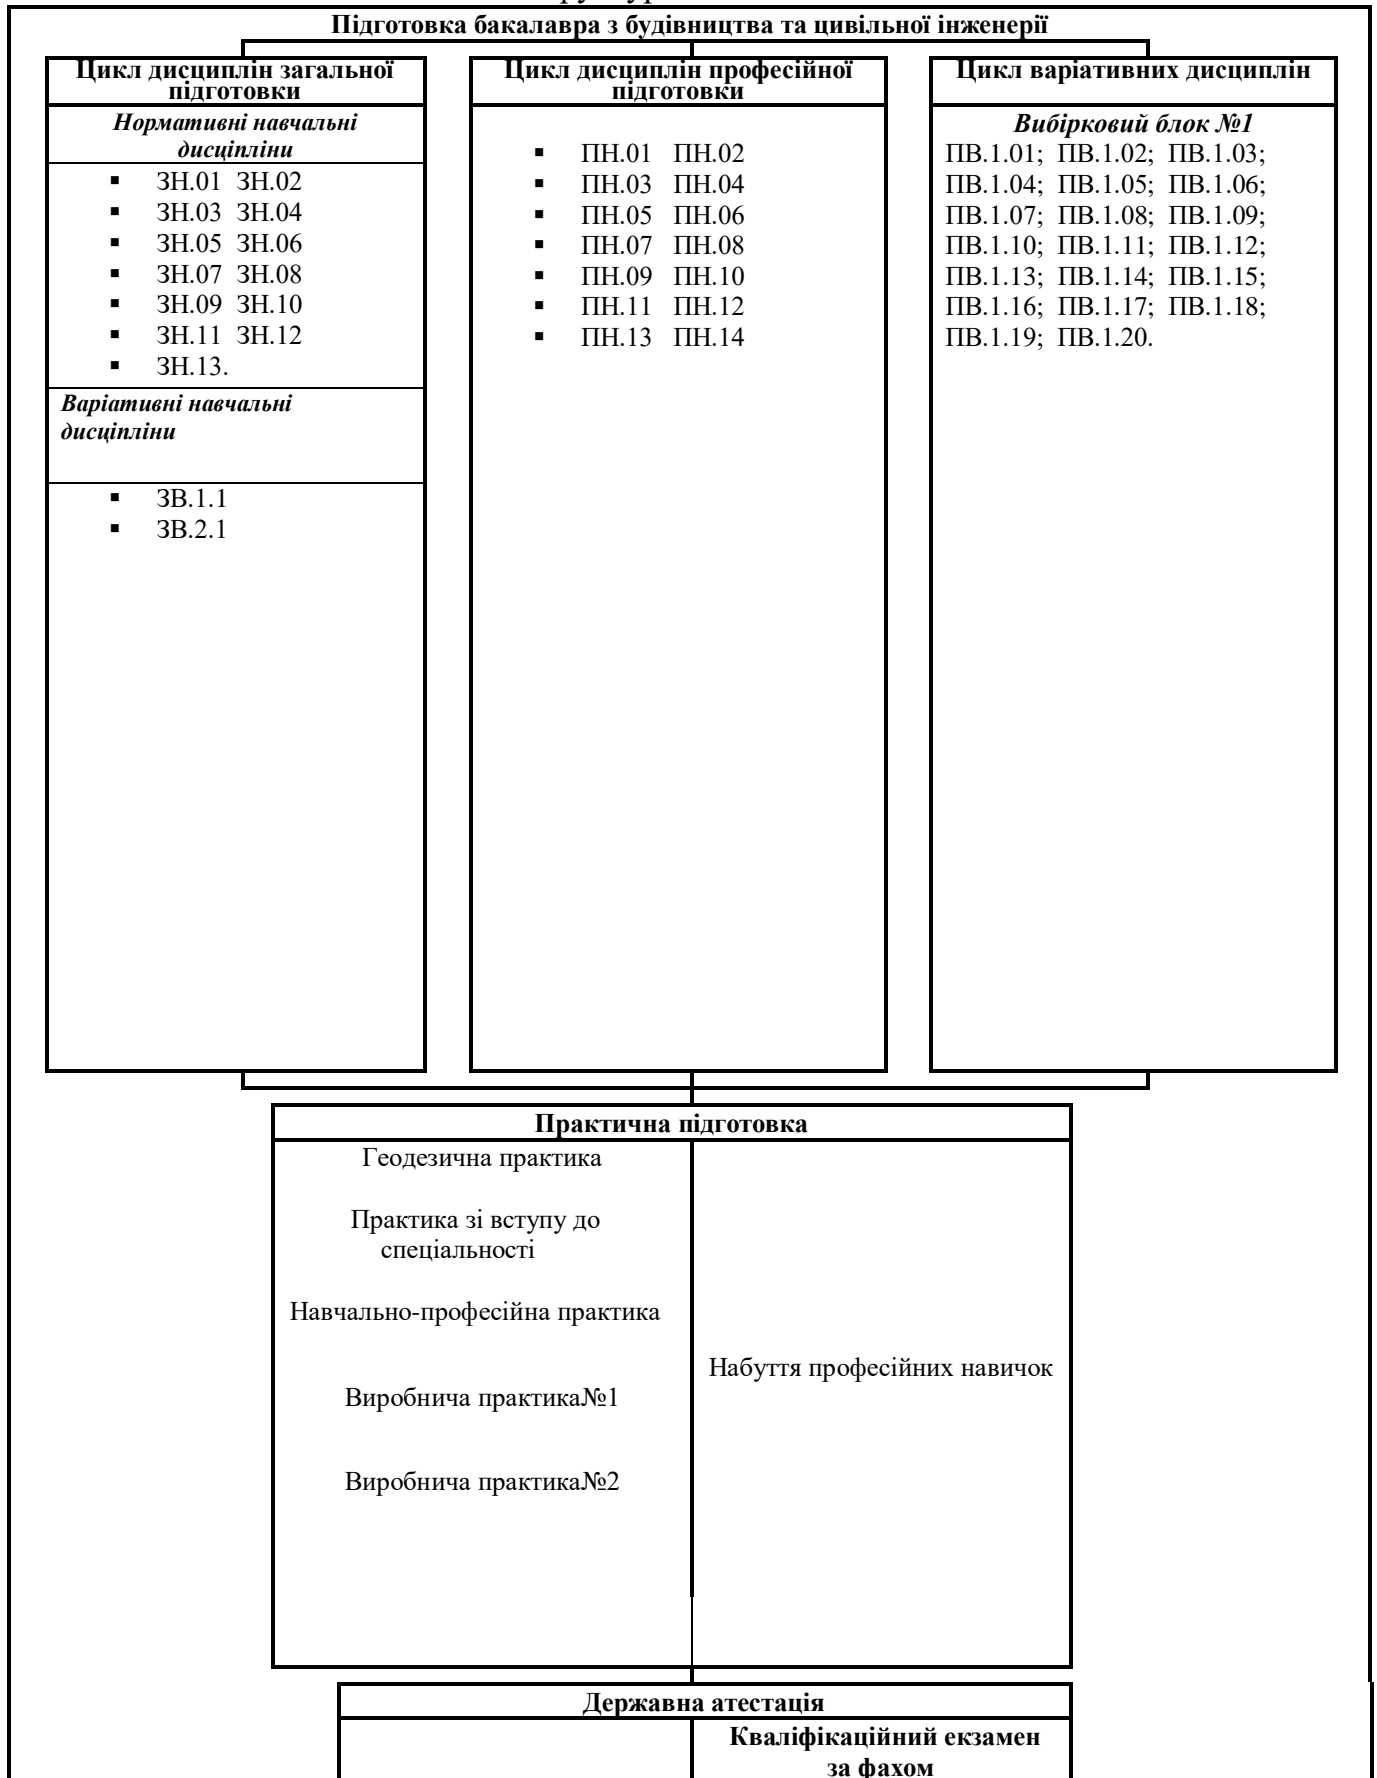 Підготовка бакалавра з будівництва та цивільної інженерії
Цикл дисциплін загальної
підготовки
Нормативні навчальні
дисціпліни
▪ ЗН.01 ЗН.02
▪ ЗН.03 ЗН.04
▪ ЗН.05 ЗН.06
▪ ЗН.07 ЗН.08
▪ ЗН.09 ЗН.10
▪ ЗН.11 ЗН.12
▪ ЗН.13.
Варіативні навчальні
дисціпліни
▪ ЗВ.1.1
▪ ЗВ.2.1
Цикл дисциплін професійної
підготовки
▪ ПН.01 ПН.02
▪ ПН.03 ПН.04
▪ ПН.05 ПН.06
▪ ПН.07 ПН.08
▪ ПН.09 ПН.10
▪ ПН.11 ПН.12
▪ ПН.13 ПН.14
Цикл варіативних дисциплін
Вибірковий блок №1
ПВ.1.01; ПВ.1.02; ПВ.1.03;
ПВ.1.04; ПВ.1.05; ПВ.1.06;
ПВ.1.07; ПВ.1.08; ПВ.1.09;
ПВ.1.10; ПВ.1.11; ПВ.1.12;
ПВ.1.13; ПВ.1.14; ПВ.1.15;
ПВ.1.16; ПВ.1.17; ПВ.1.18;
ПВ.1.19; ПВ.1.20.
Практична підготовка
Геодезична практика
Практика зі вступу до
спеціальності
Навчально-професійна практика
Виробнича практика№1
Виробнича практика№2
Набуття професійних навичок
Державна атестація
Кваліфікаційний екзамен
за фахом